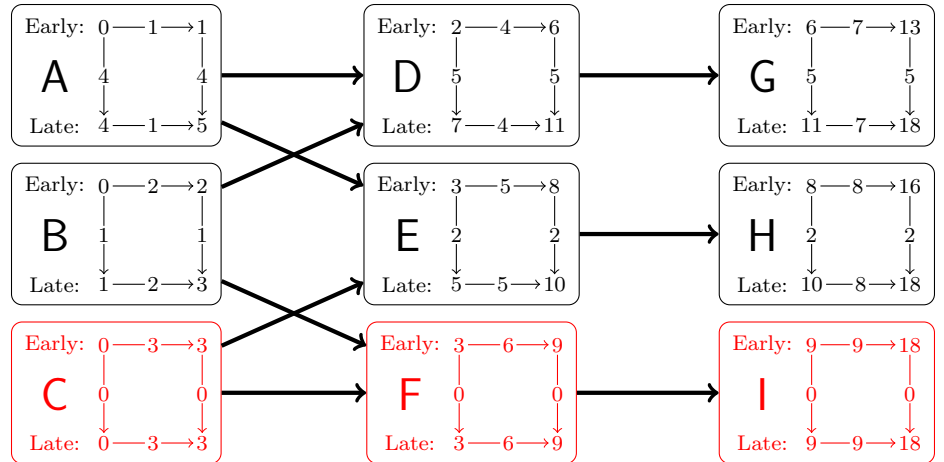 Early: 0 1 1
A 4 4
Late: 4 1 5
Early: 2 4 6
D 5 5
Late: 7 4 11
Early: 6 7 13
G 5 5
Late: 11 7 18
Early: 0 2 2
B 1 1
Late: 1 2 3
Early: 3 5 8
E 2 2
Late: 5 5 10
Early: 8 8 16
H 2 2
Late: 10 8 18
Early: 0 3 3
C 0 0
Late: 0 3 3
Early: 3 6 9
F 0 0
Late: 3 6 9
Early: 9 9 18
I 0 0
Late: 9 9 18